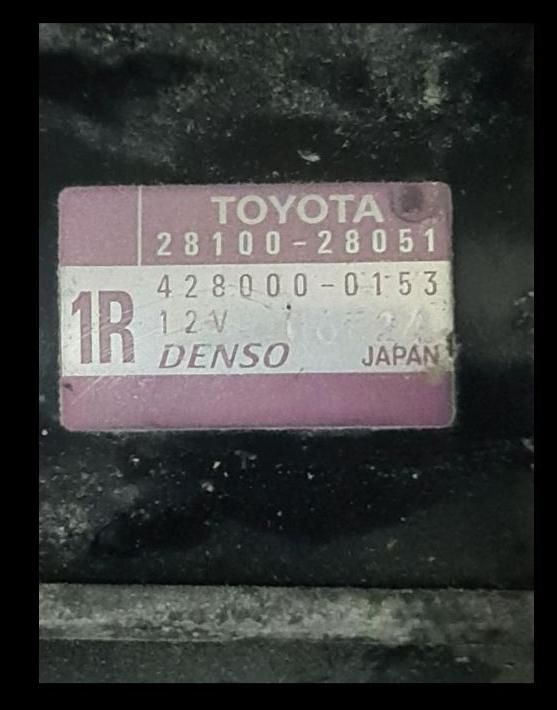 TOYOTA
28100-28051
428000-0153
1R
12V
DENSO JAPAN